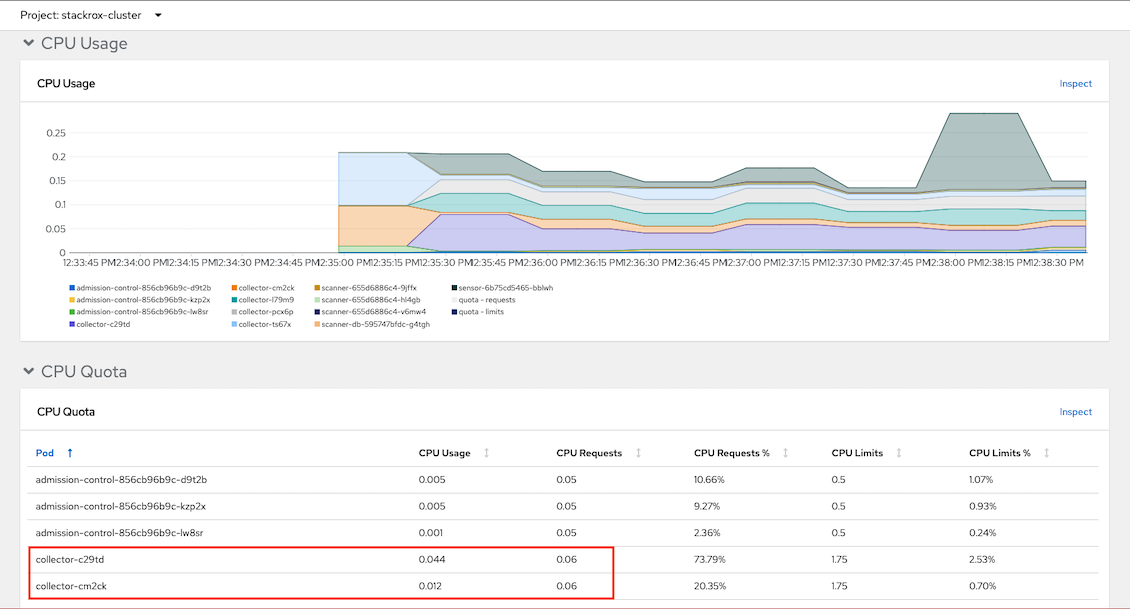 Project: stackrox-cluster
CPU Usage
CPU Usage Inspect
0.25
0.2
0.15
0.1
0.05
0
12:33:45 PM 12:34:00 PM 12:34:15 PM 12:34:30 PM 12:34:45 PM 12:35:00 PM 12:35:15 PM 12:35:30 PM 12:35:45 PM 12:36:00 PM 12:36:15 PM 12:36:30 PM 12:36:45 PM 12:37:00 PM 12:37:15 PM 12:37:30 PM 12:37:45 PM 12:38:00 PM 12:38:15 PM 12:38:30 PM
admission-control-856cb96b9c-d9t2b collector-cm2ck scanner-655d6886c4-9jffx sensor-6b75cd5465-bblwh
admission-control-856cb96b9c-kzp2x collector-l79m9 scanner-655d6886c4-hl4gb quota - requests
admission-control-856cb96b9c-lw8sr collector-pcx6p scanner-655d6886c4-v6mw4 quota - limits
collector-c29td collector-ts67x scanner-db-595747bfdc-g4tgh
CPU Quota
CPU Quota Inspect
Pod CPU Usage CPU Requests CPU Requests % CPU Limits CPU Limits %
admission-control-856cb96b9c-d9t2b 0.005 0.05 10.66% 0.5 1.07%
admission-control-856cb96b9c-kzp2x 0.005 0.05 9.27% 0.5 0.93%
admission-control-856cb96b9c-lw8sr 0.001 0.05 2.36% 0.5 0.24%
collector-c29td 0.044 0.06 73.79% 1.75 2.53%
collector-cm2ck 0.012 0.06 20.35% 1.75 0.70%